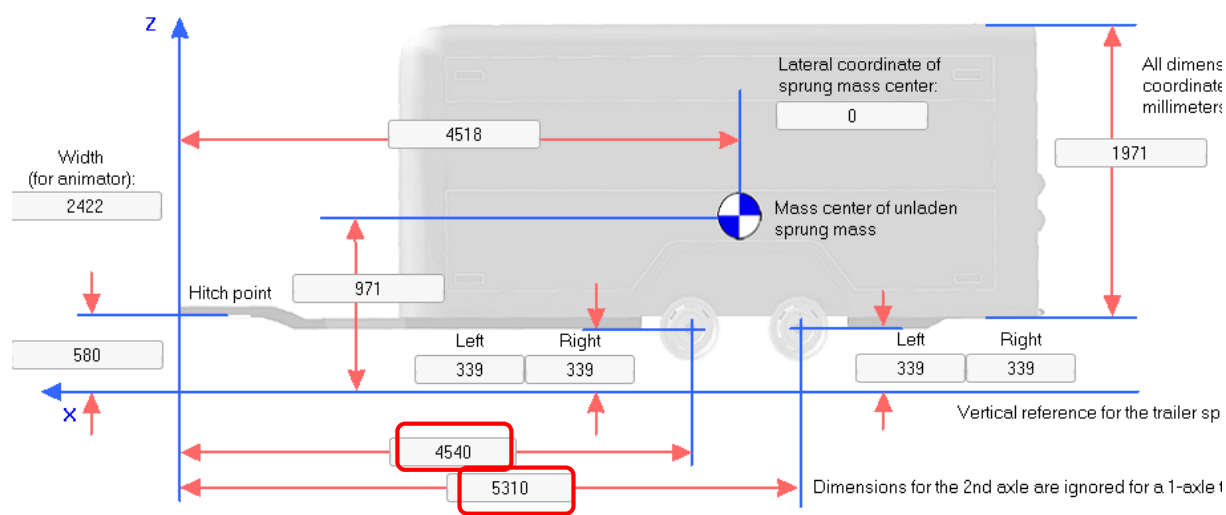 Z
Lateral coordinate of
sprung mass center:
0
All dimens
coordinate
millimeters
4518
1971
Width
(for animator):
2422
Mass center of unladen
sprung mass
Hitch point
971
580
Left
Right
339
339
Left
Right
339
339
X
Vertical reference for the trailer sp
4540
5310
Dimensions for the 2nd axle are ignored for a 1-axle t